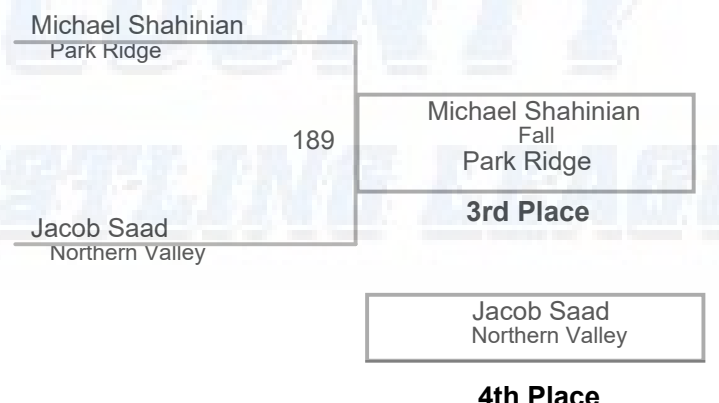 Michael Shahinian
Park Ridge
189
Michael Shahinian
Fall
Park Ridge
3rd Place
Jacob Saad
Northern Valley
Jacob Saad
Northern Valley
4th Place